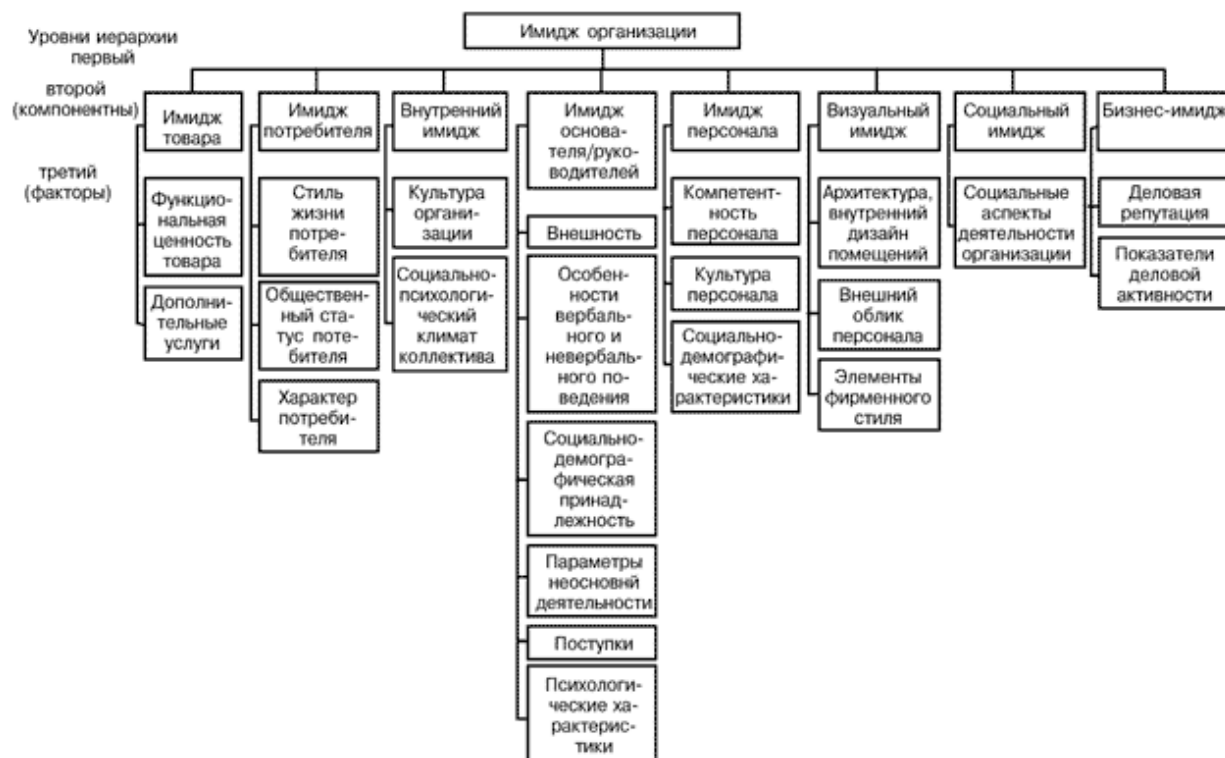 Имидж организации
Уровни иерархии
первый
второй
(компонентны)
третий
(факторы)
Имидж
товара
Функцио-
нальная
ценность
товара
Дополни-
тельные
услуги
Имидж
потребителя
Стиль
жизни
потре-
бителя
Обществен-
ный ста-
тус поте-
бителя
Характер
потреби-
теля
Внутренний
имидж
Культура
органи-
зации
Социально-
психологи-
ческий
климат
коллектива
Имидж
основа-
теля/руко-
водителей
Внешность
Особен-
ности
вербаль-
ного и
невербаль-
ного по-
ведения
Социально-
демогра-
фическая
принад-
лежность
Параметры
неосновнй
деятельности
Поступки
Психологи-
ческие ха-
рактерис-
тики
Имидж
персонала
Компетент-
ность
персонала
Культура
персонала
Социально-
демографи-
ческие ха-
рактеристики
Визуальный
имидж
Архитектура,
внутренний
дизайн
помещений
Внешний
облик
персонала
Элементы
фирменного
стиля
Социальный
имидж
Социальные
аспекты
деятельности
организации
Бизнес-имидж
Деловая
репутация
Показатели
деловой
активности